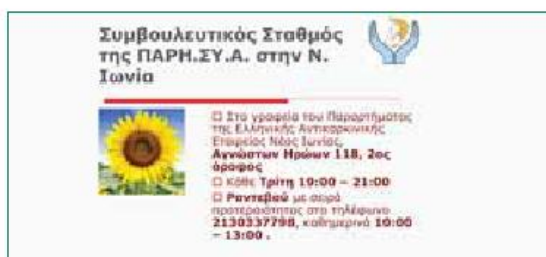 Συμβουλευτικός Σταθμός
της ΠΑΡΗ.ΣΥ.Α. στην Ν.
Ιωνία
□ Στα γραφεία του Παραρτήματος
της Ελληνικής Αντικαρκινικής
Εταιρείας Νέας Ιωνίας,
Αγνώστων Ηρώων 118, 2ος
όροφος
□ Κάθε Τρίτη 19:00 – 21:00
□ Ραντεβού με σειρά
προτεραιότητας στο τηλέφωνο
2130337798, καθημερινά 10:00
– 13:00 .